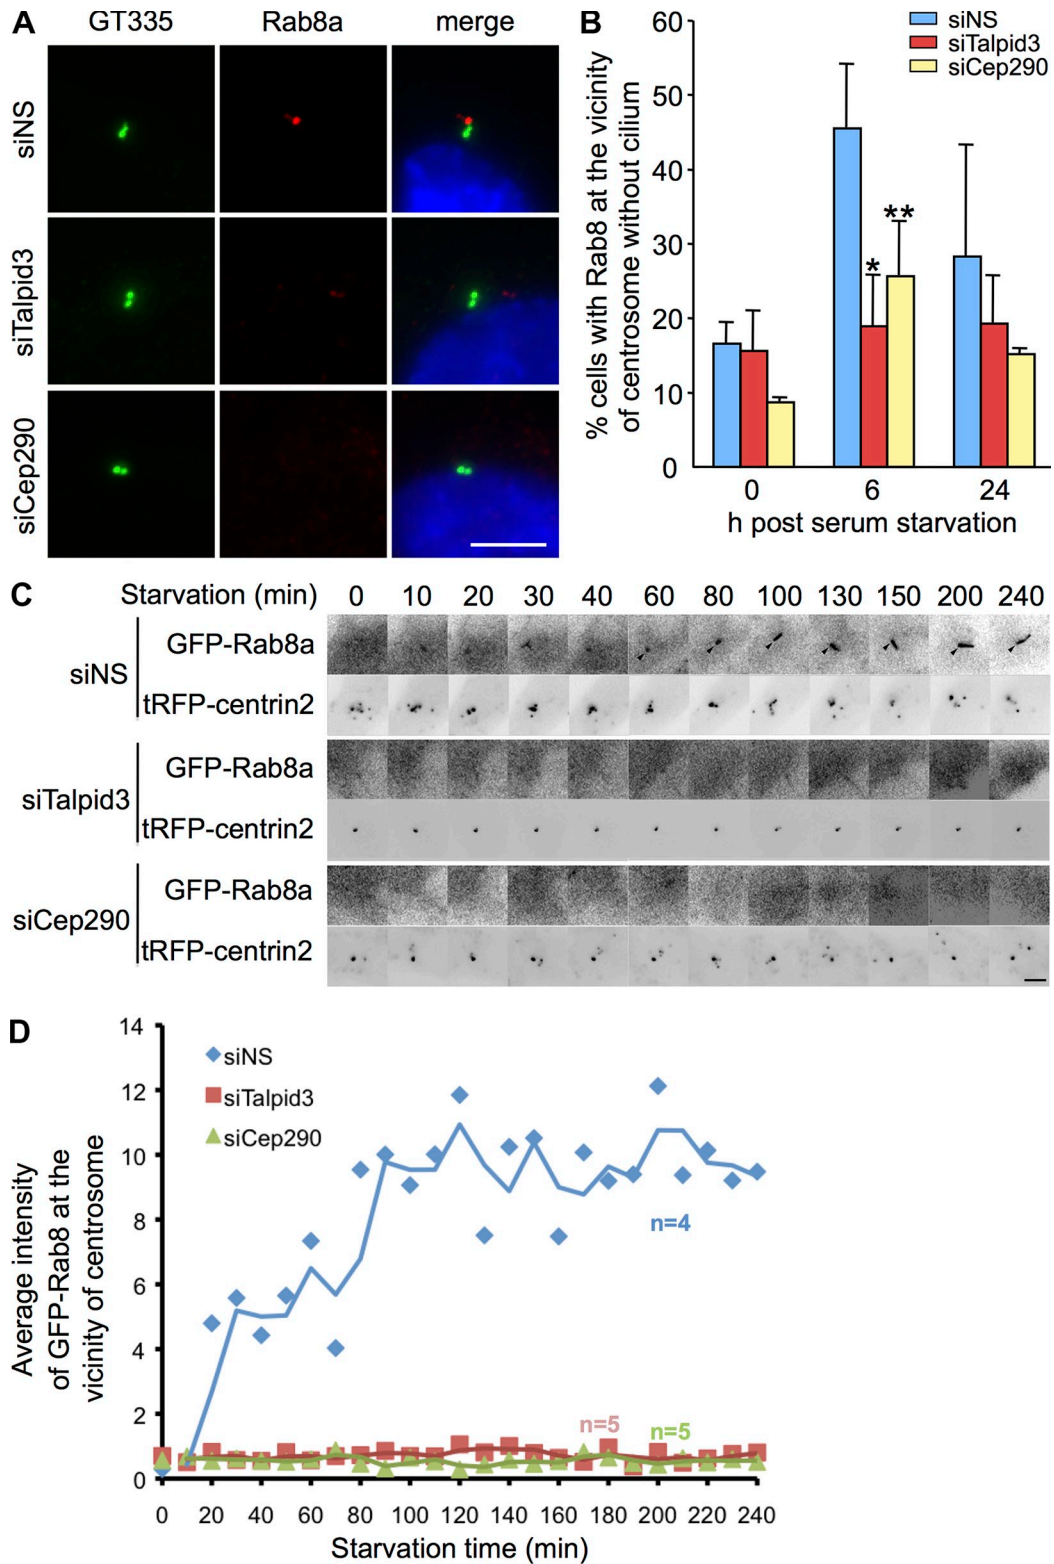 A GT335 Rab8a merge
siNS
siTalpid3
siCep290
B
siNS
siTalpid3
siCep290
% cells with Rab8 at the vicinity
of centrosome without cilium
60
50
40
30
20
10
0
*
**
0 6 24
h post serum starvation
C Starvation (min) 0 10 20 30 40 60 80 100 130 150 200 240
siNS
GFP-Rab8a
tRFP-centrin2
siTalpid3
GFP-Rab8a
tRFP-centrin2
siCep290
GFP-Rab8a
tRFP-centrin2
D
siNS
siTalpid3
siCep290
Average intensity
of GFP-Rab8 at the
vicinity of centrosome
14
12
10
8
6
4
2
0
n=4
n=5 n=5
0 20 40 60 80 100 120 140 160 180 200 220 240
Starvation time (min)